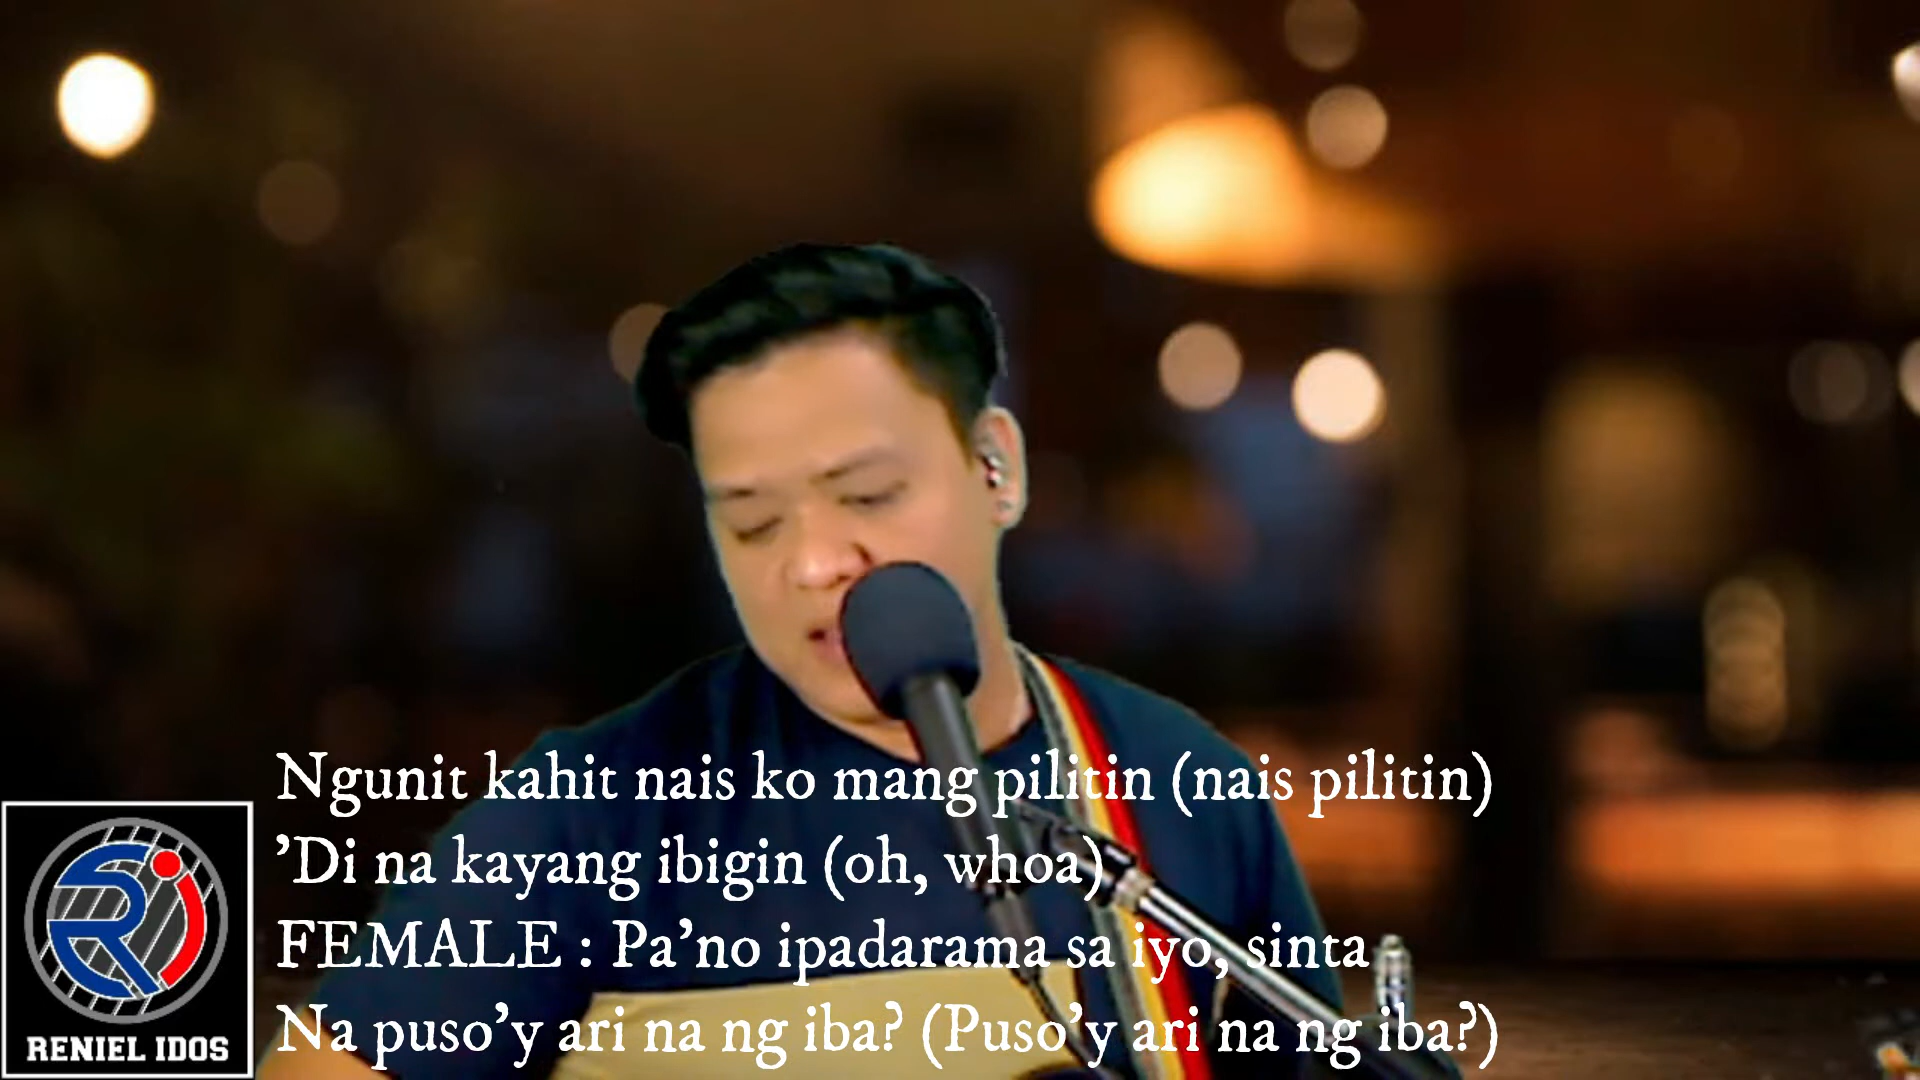 Ngunit kahit nais ko mang pilitin (nais pilitin)
’Di na kayang ibigin (oh, whoa)
FEMALE : Pa’no ipadarama sa iyo, sinta
Na puso’y ari na ng iba? (Puso’y ari na ng iba?)
RENIEL IDOS